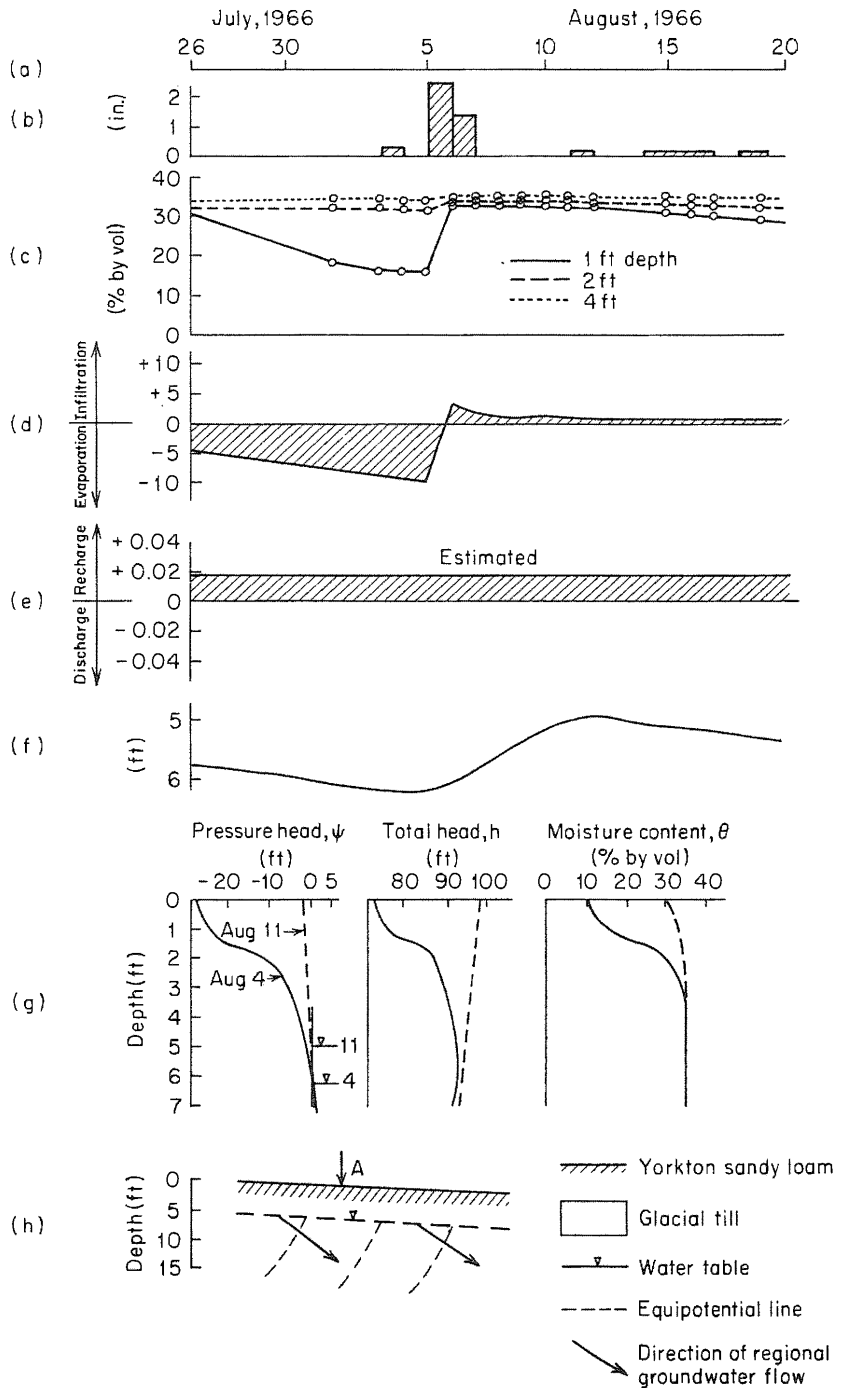 July, 1966 August, 1966
26 30 5 10 15 20
(a)
(b)
(in.)
2
1
0
(c)
(% by vol)
40
30
20
10
0
1 ft depth
2 ft
4 ft
(d)
Evaporation Infiltration
+10
+5
0
-5
-10
(e)
Discharge Recharge
+ 0.04
+ 0.02
0
- 0.02
- 0.04
Estimated
(f)
(ft)
5
6
(g)
Pressure head, ψ
(ft)
-20 -10 0 5
Total head, h
(ft)
80 90 100
Moisture content, θ
(% by vol)
0 10 20 30 40
Depth (ft)
0
1
2
3
4
5
6
7
Aug 11
Aug 4
11
4
(h)
Depth (ft)
0
5
10
15
A
Yorkton sandy loam
Glacial till
Water table
Equipotential line
Direction of regional
groundwater flow